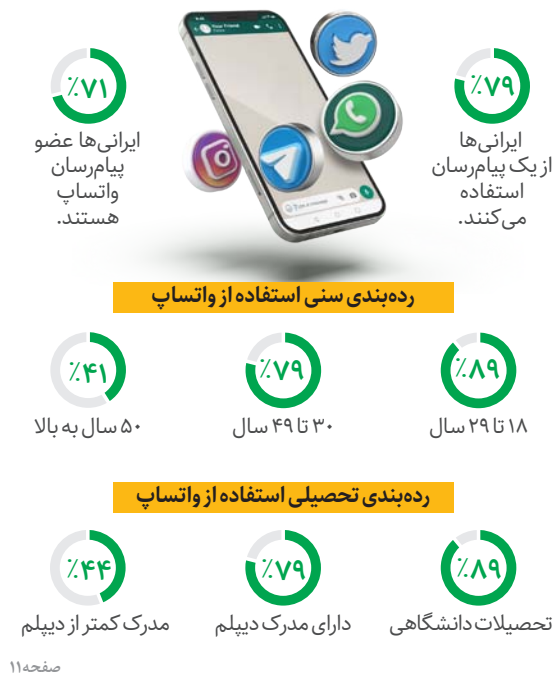 ٪۷۹
ایرانی‌ها
از یک پیام‌رسان
استفاده
می‌کنند.
٪۷۱
ایرانی‌ها عضو
پیام‌رسان
واتساپ
هستند.
Your Friend
رده‌بندی سنی استفاده از واتساپ
٪۸۹
۱۸ تا ۲۹ سال
٪۷۹
۳۰ تا ۴۹ سال
٪۴۱
۵۰ سال به بالا
رده‌بندی تحصیلی استفاده از واتساپ
٪۸۹
تحصیلات دانشگاهی
٪۷۹
دارای مدرک دیپلم
٪۴۴
مدرک کمتر از دیپلم
صفحه۱۱